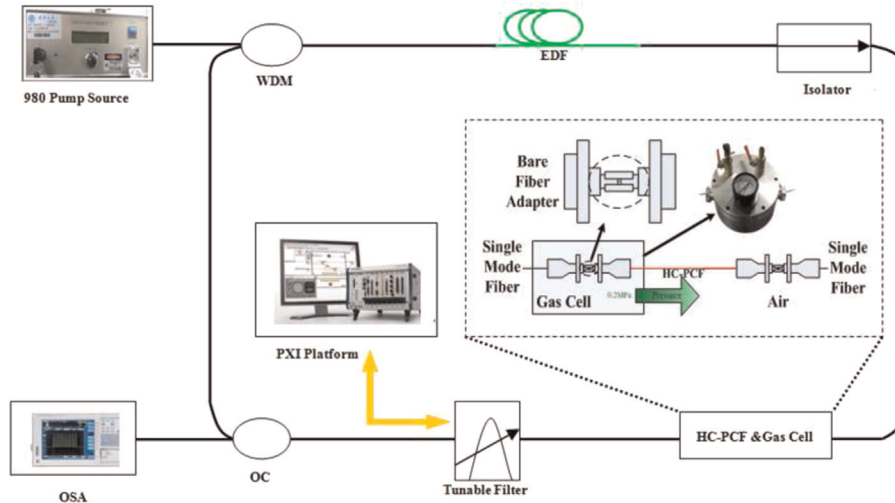 980 Pump Source
WDM
EDF
Isolator
Bare
Fiber
Adapter
Single
Mode
Fiber
Gas Cell
0.2MPa
Pressure
HC-PCF
Air
Single
Mode
Fiber
PXI Platform
OSA
OC
Tunable Filter
HC-PCF &Gas Cell